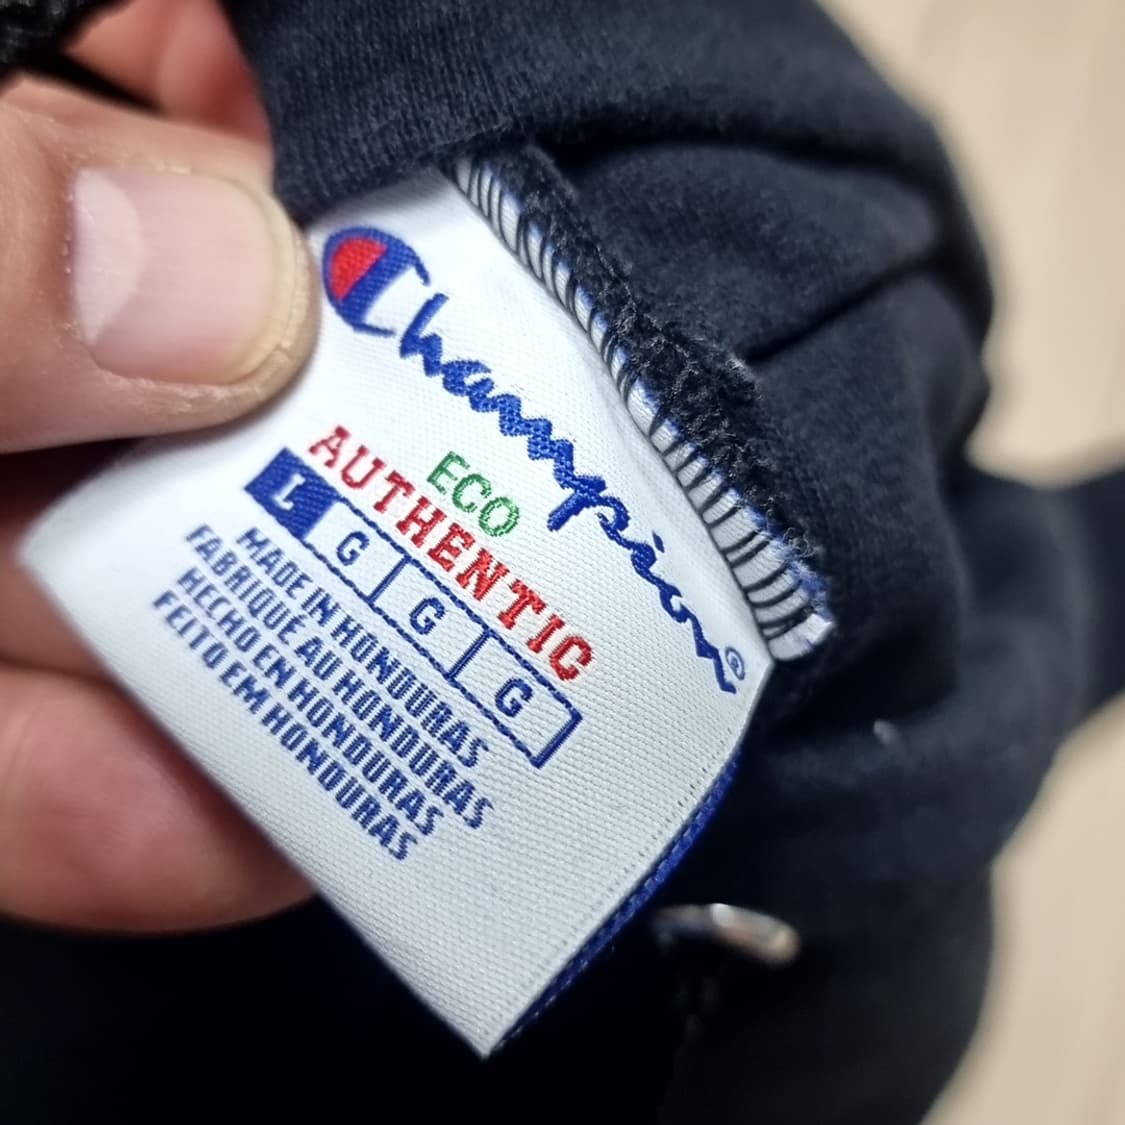 Champion®
ECO
AUTHENTIC
L G G G
MADE IN HONDURAS
FABRIQUÉ AU HONDURAS
HECHO EN HONDURAS
FEITO EM HONDURAS